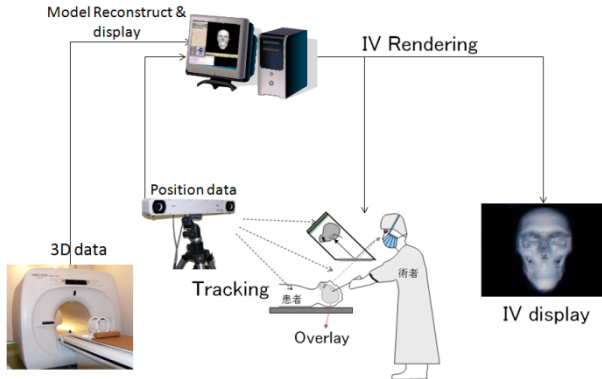 Model Reconstruct &
display
IV Rendering
Position data
3D data
Tracking
患者
術者
Overlay
IV display